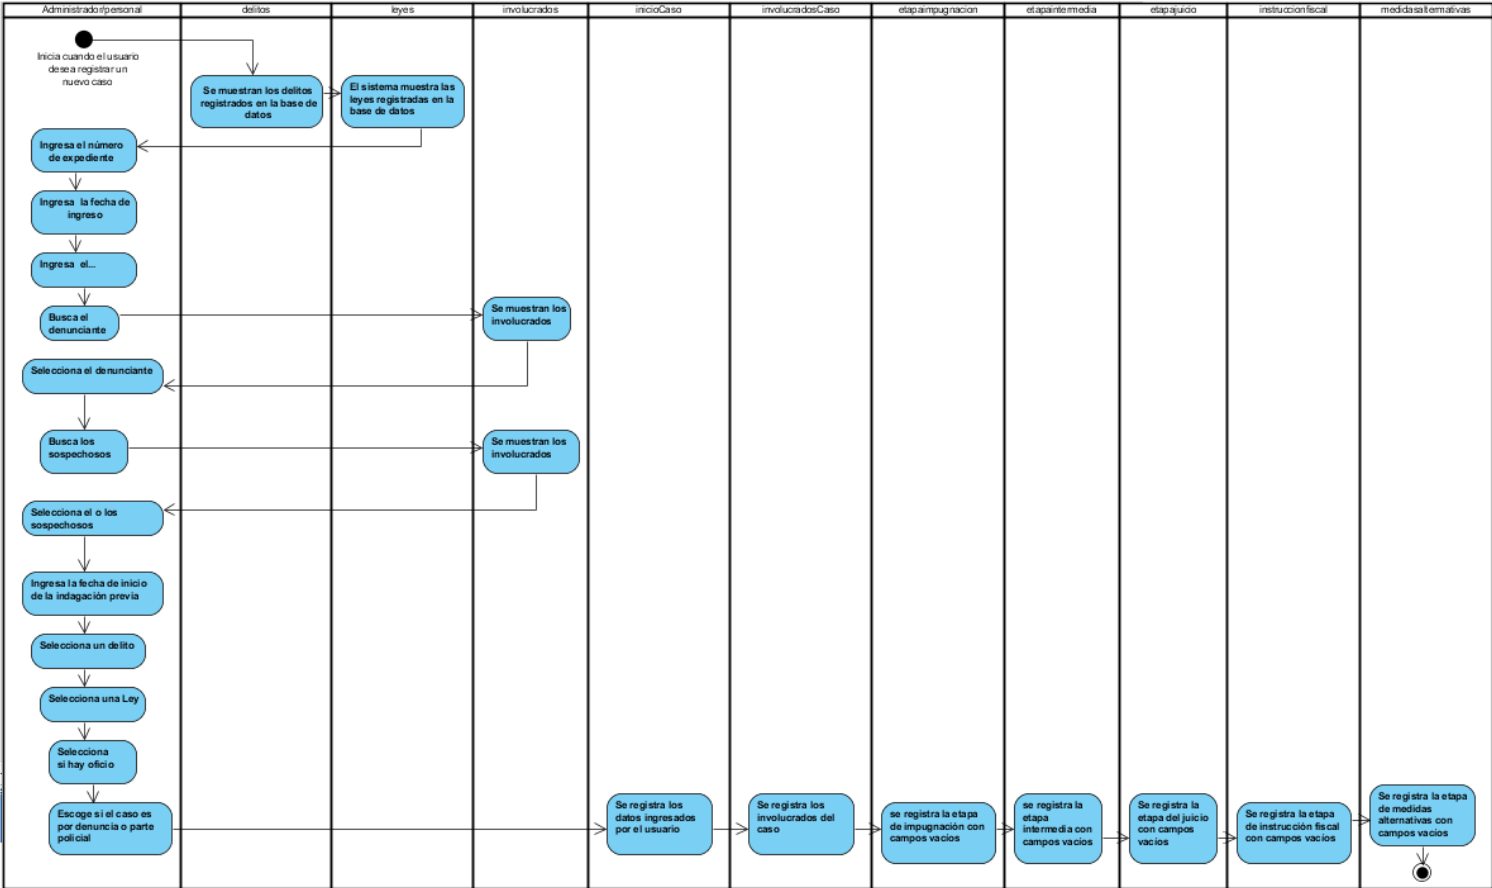 Administrador/personal
delitos
leyes
involucrados
inicioCaso
involucradosCaso
etapaimpugnacion
etapaintermedia
etapajuicio
instruccionfiscal
medidasalternativas
Inicia cuando el usuario
desea registrar un
nuevo caso
Se muestran los delitos
registrados en la base de
datos
El sistema muestra las
leyes registradas en la
base de datos
Ingresa el número
de expediente
Ingresa la fecha de
ingreso
Ingresa el...
Busca el
denunciante
Se muestran los
involucrados
Selecciona el denunciante
Busca los
sospechosos
Se muestran los
involucrados
Selecciona el o los
sospechosos
Ingresa la fecha de inicio
de la indagación previa
Selecciona un delito
Selecciona una Ley
Selecciona
si hay oficio
Escoge si el caso es
por denuncia o parte
policial
Se registra los
datos ingresados
por el usuario
Se registra los
involucrados del
caso
se registra la etapa
de impugnación con
campos vacíos
se registra la
etapa
intermedia con
campos vacíos
Se registra la
etapa del juicio
con campos
vacíos
Se registra la etapa
de instrucción fiscal
con campos vacíos
Se registra la etapa
de medidas
alternativas con
campos vacíos